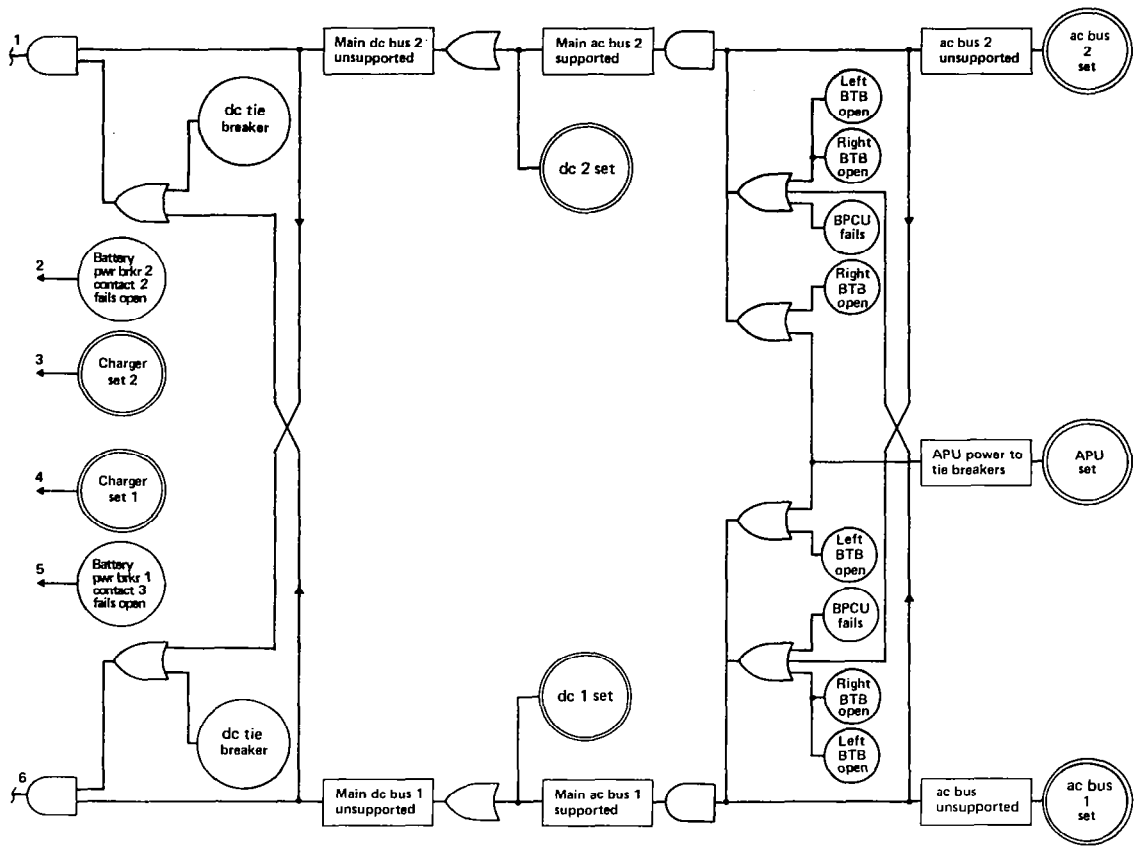 1
Main dc bus 2
unsupported
Main ac bus 2
supported
ac bus 2
unsupported
ac bus
2
set
dc tie
breaker
dc 2 set
Left
BTB
open
Right
BTB
open
BPCU
fails
Right
BTB
open
2
Battery
pwr brkr 2
contact 2
fails open
3
Charger
set 2
4
Charger
set 1
5
Battery
pwr brkr 1
contact 3
fails open
APU power to
tie breakers
APU
set
Left
BTB
open
BPCU
fails
Right
BTB
open
Left
BTB
open
dc 1 set
dc tie
breaker
6
Main dc bus 1
unsupported
Main ac bus 1
supported
ac bus
unsupported
ac bus
1
set